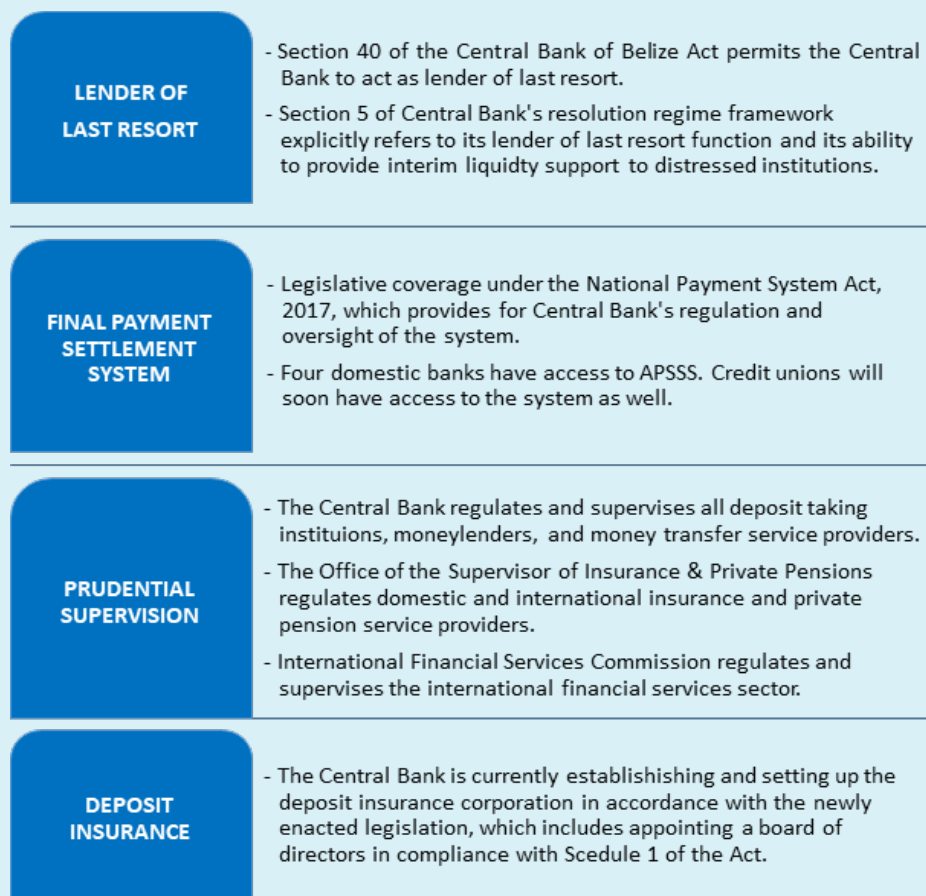 LENDER OF
LAST RESORT
- Section 40 of the Central Bank of Belize Act permits the Central
Bank to act as lender of last resort.
- Section 5 of Central Bank's resolution regime framework
explicitly refers to its lender of last resort function and its ability
to provide interim liquidty support to distressed institutions.
FINAL PAYMENT
SETTLEMENT
SYSTEM
- Legislative coverage under the National Payment System Act,
2017, which provides for Central Bank's regulation and
oversight of the system.
- Four domestic banks have access to APSSS. Credit unions will
soon have access to the system as well.
PRUDENTIAL
SUPERVISION
- The Central Bank regulates and supervises all deposit taking
instituions, moneylenders, and money transfer service providers.
- The Office of the Supervisor of Insurance & Private Pensions
regulates domestic and international insurance and private
pension service providers.
- International Financial Services Commission regulates and
supervises the international financial services sector.
DEPOSIT
INSURANCE
- The Central Bank is currently establishishing and setting up the
deposit insurance corporation in accordance with the newly
enacted legislation, which includes appointing a board of
directors in compliance with Scedule 1 of the Act.